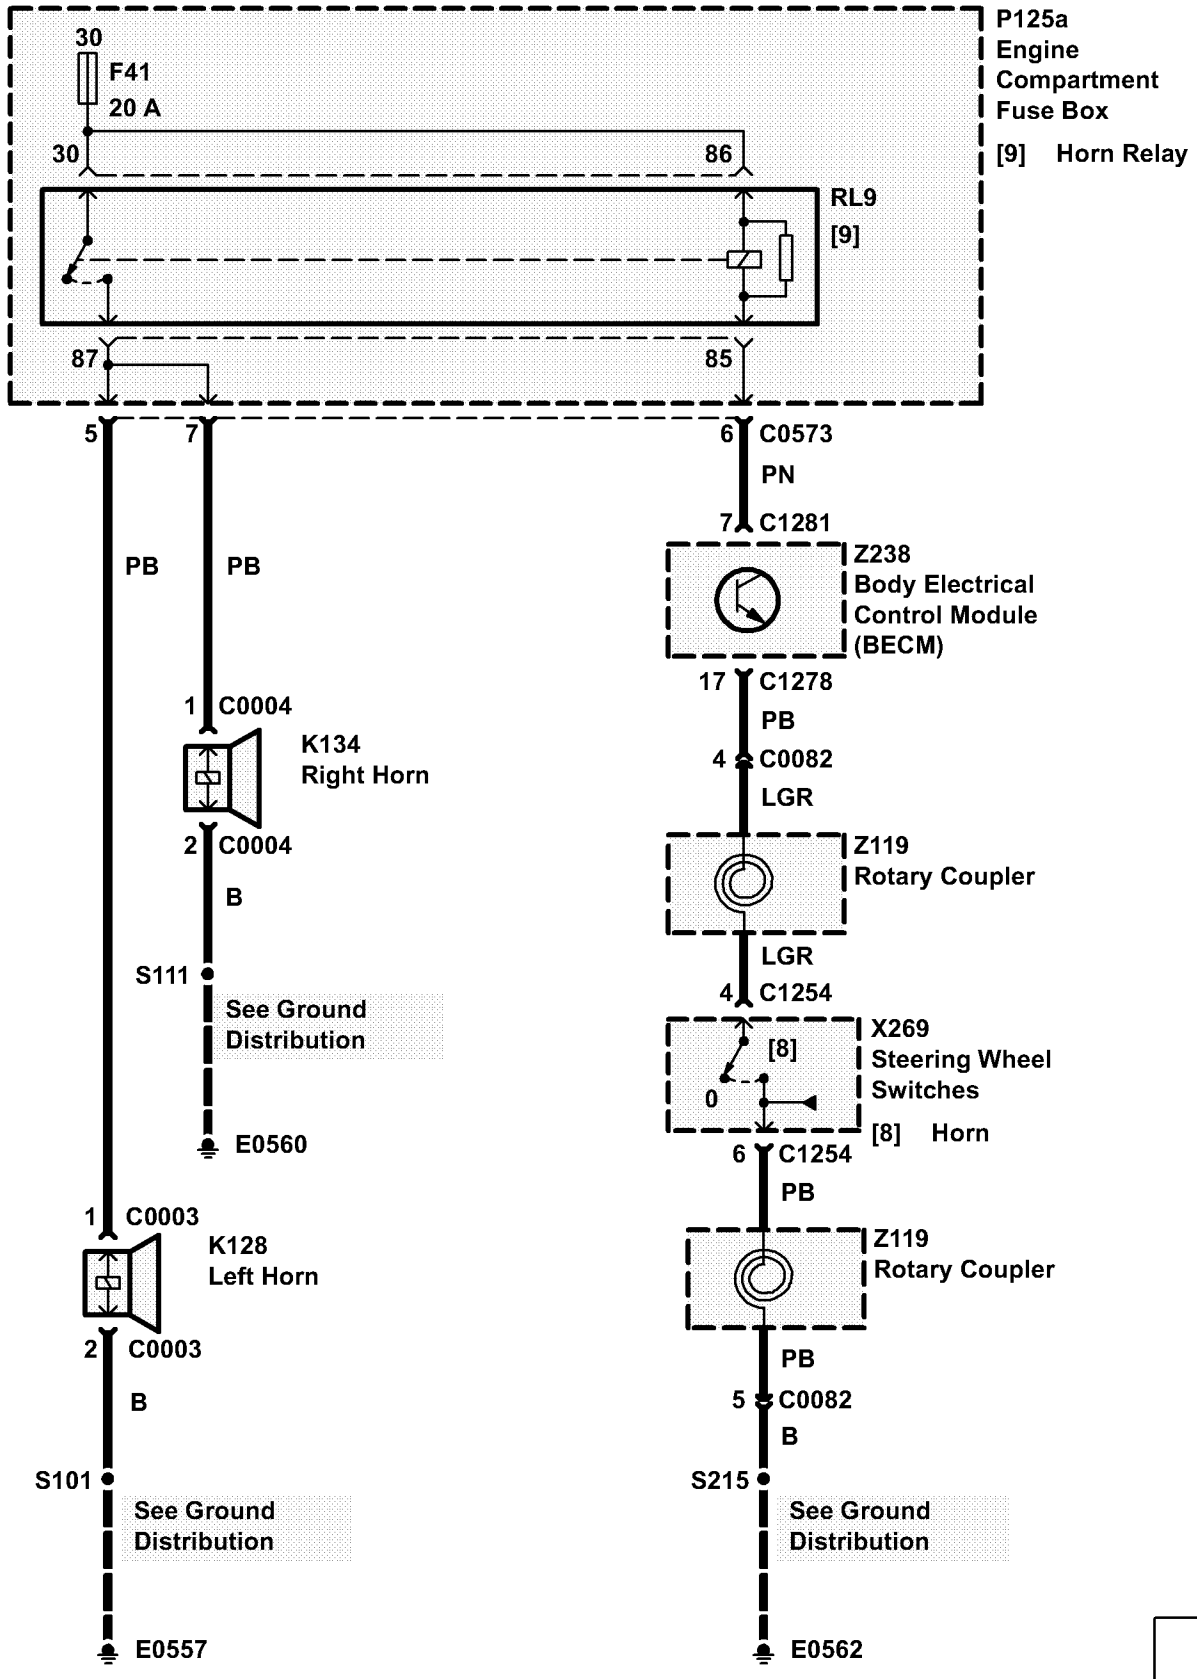 P125a
Engine
Compartment
Fuse Box
[9] Horn Relay
30
F41
20 A
30
86
RL9
[9]
87
85
5
7
6 C0573
PN
7 C1281
PB
PB
Z238
Body Electrical
Control Module
(BECM)
17 C1278
PB
1 C0004
K134
Right Horn
4 C0082
LGR
2 C0004
Z119
Rotary Coupler
B
LGR
S111
See Ground
Distribution
4 C1254
X269
Steering Wheel
Switches
[8]
0
[8] Horn
E0560
6 C1254
PB
1 C0003
K128
Left Horn
Z119
Rotary Coupler
2 C0003
PB
B
5 C0082
B
S101
S215
See Ground
Distribution
See Ground
Distribution
E0557
E0562